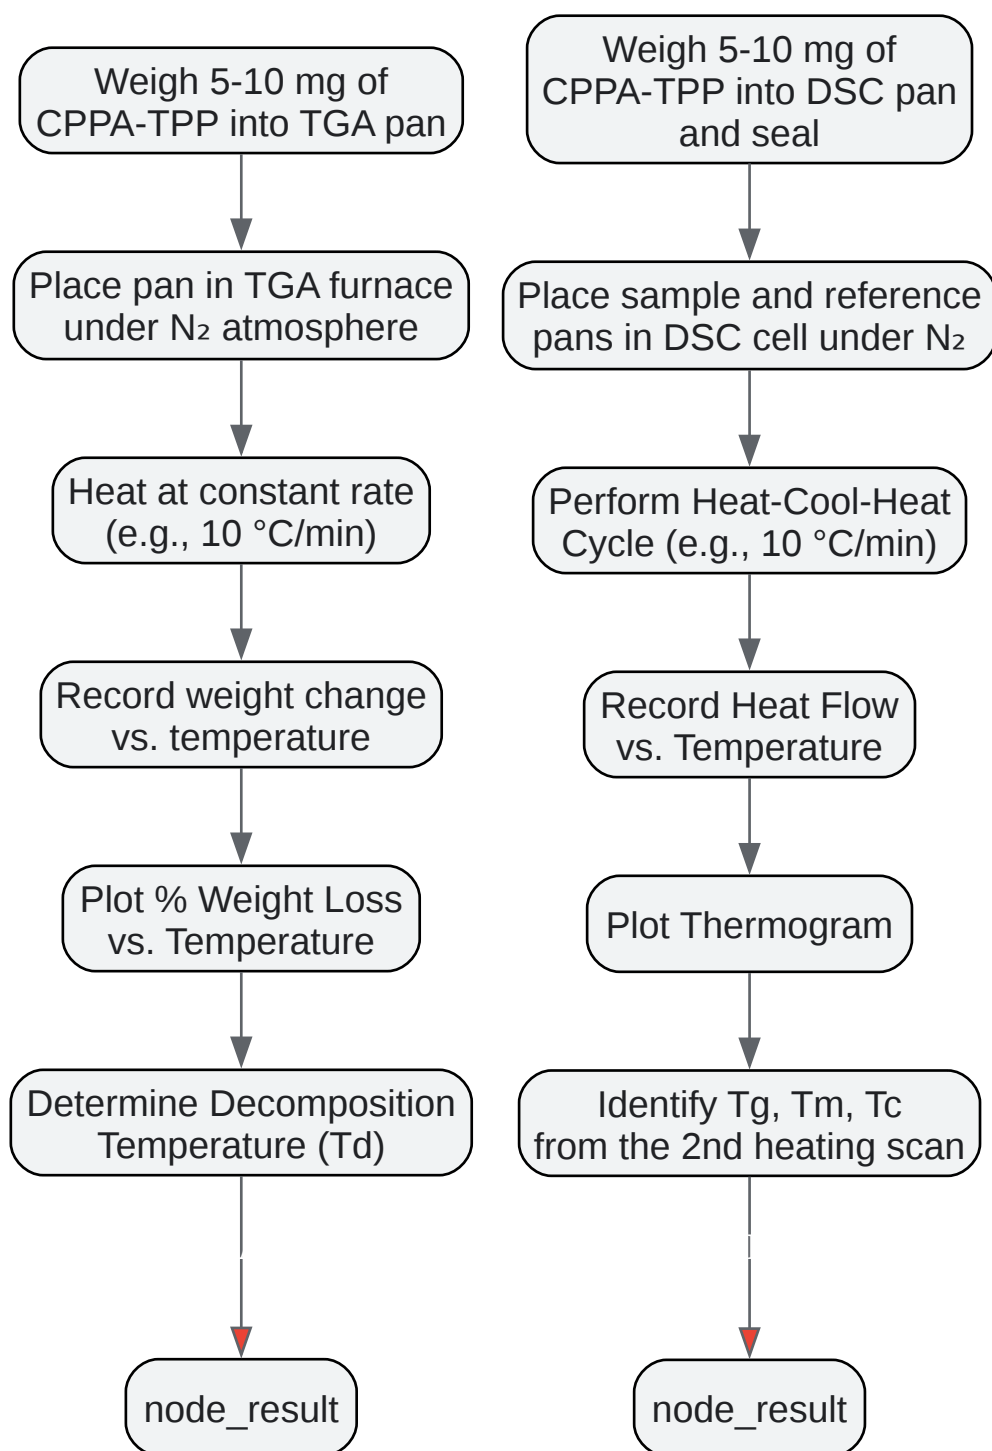 Weigh 5-10 mg of
CPPA-TPP into TGA pan
Place pan in TGA furnace
under N₂ atmosphere
Heat at constant rate
(e.g., 10 °C/min)
Record weight change
vs. temperature
Plot % Weight Loss
vs. Temperature
Determine Decomposition
Temperature (Td)
node_result
Weigh 5-10 mg of
CPPA-TPP into DSC pan
and seal
Place sample and reference
pans in DSC cell under N₂
Perform Heat-Cool-Heat
Cycle (e.g., 10 °C/min)
Record Heat Flow
vs. Temperature
Plot Thermogram
Identify Tg, Tm, Tc
from the 2nd heating scan
node_result